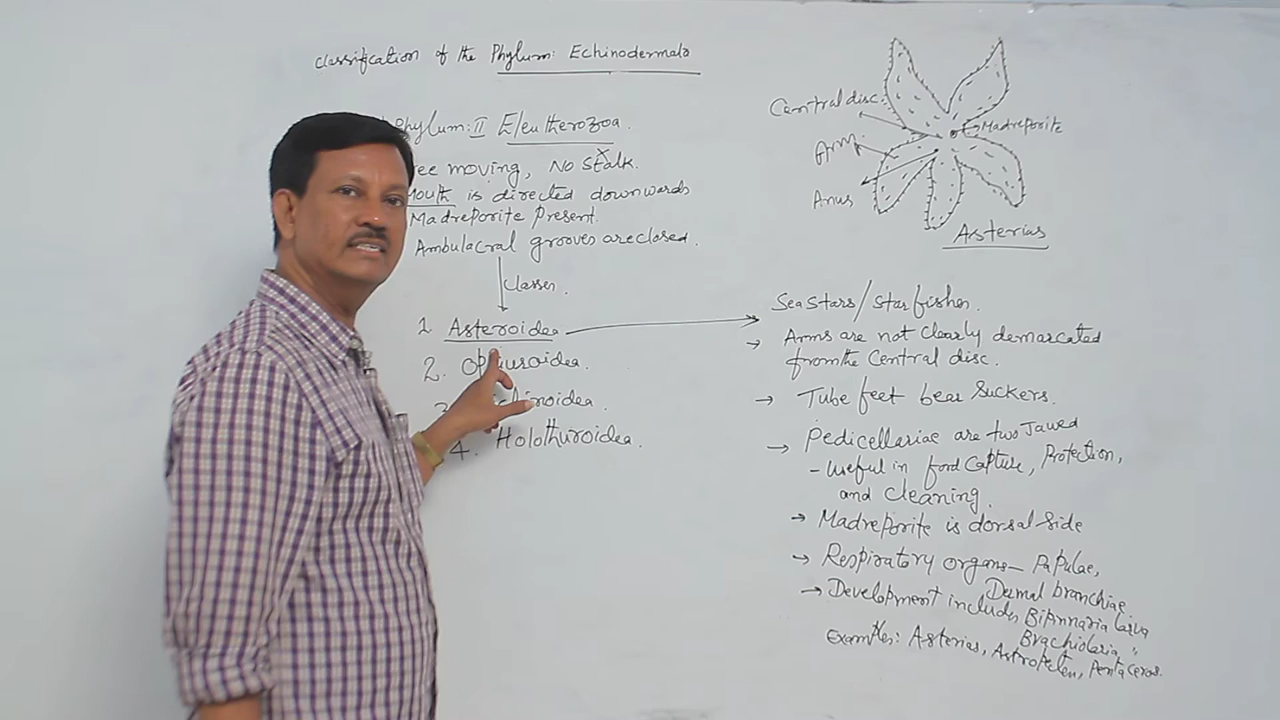 Classification of the Phylum: Echinodermata
Phylum: II Eleutherozoa.
ee moving, No stalk.
Mouth is directed downwards
Madreporite present.
Ambulacral grooves are closed.
Classes.
1. Asteroidea
2. Ophiuroidea.
3. hinoidea.
4. Holothuroidea.
Central disc.
Madreporite
Arm.
Anus
Asterius
Sea stars/star fishes.
→ Arms are not clearly demarcated
from the Central disc.
→ Tube feet bear suckers.
→ Pedicellariae are two Jawed
- useful in food capture, Protection,
and cleaning.
→ Madreporite is dorsal side
→ Respiratory organs - Papulae,
Dermal branchiae.
→ Development includes BiPinnaria larva
Brachiolaria "
Examples: Asterias, Astropecten, Pentaceros.